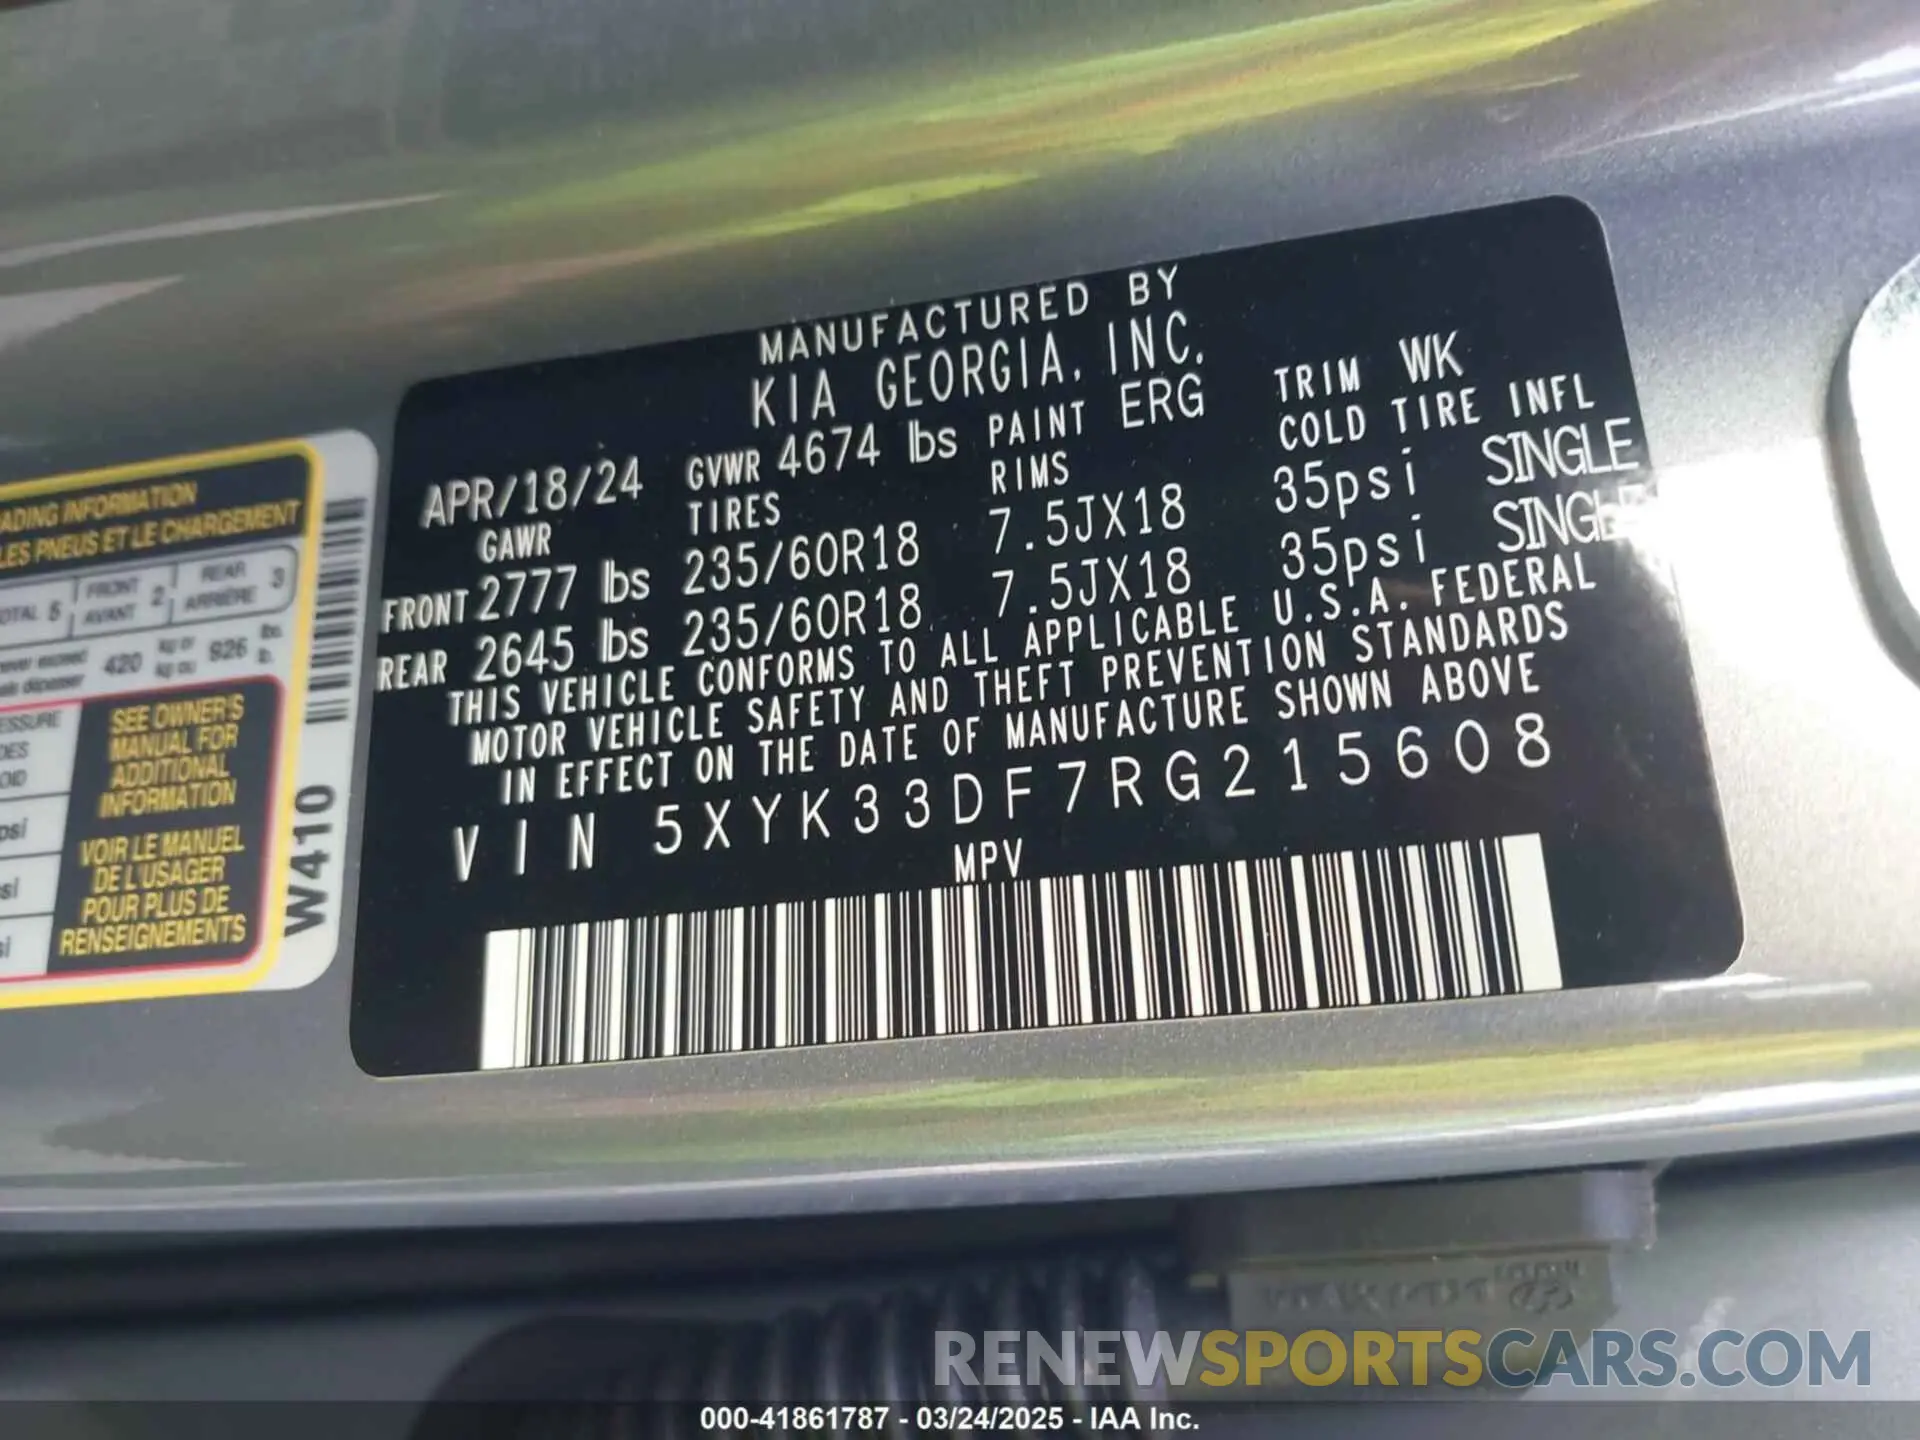 MANUFACTURED BY
KIA GEORGIA, INC.
APR/18/24 GVWR 4674 lbs PAINT ERG TRIM WK
GAWR TIRES RIMS COLD TIRE INFL
FRONT 2777 lbs 235/60R18 7.5JX18 35psi SINGLE
REAR 2645 lbs 235/60R18 7.5JX18 35psi SINGLE
THIS VEHICLE CONFORMS TO ALL APPLICABLE U.S.A. FEDERAL
MOTOR VEHICLE SAFETY AND THEFT PREVENTION STANDARDS
IN EFFECT ON THE DATE OF MANUFACTURE SHOWN ABOVE
VIN 5XYK33DF7RG215608
MPV
INFORMATION
LES PNEUS ET LE CHARGEMENT
FRONT 2 REAR 3
AVANT ARRIÈRE
420 kg 926
SEE OWNER'S
MANUAL FOR
ADDITIONAL
INFORMATION
VOIR LE MANUEL
DE L'USAGER
POUR PLUS DE
RENSEIGNEMENTS
W410
RENEWSPORTSCARS.COM
000-41861787 - 03/24/2025 - IAA Inc.